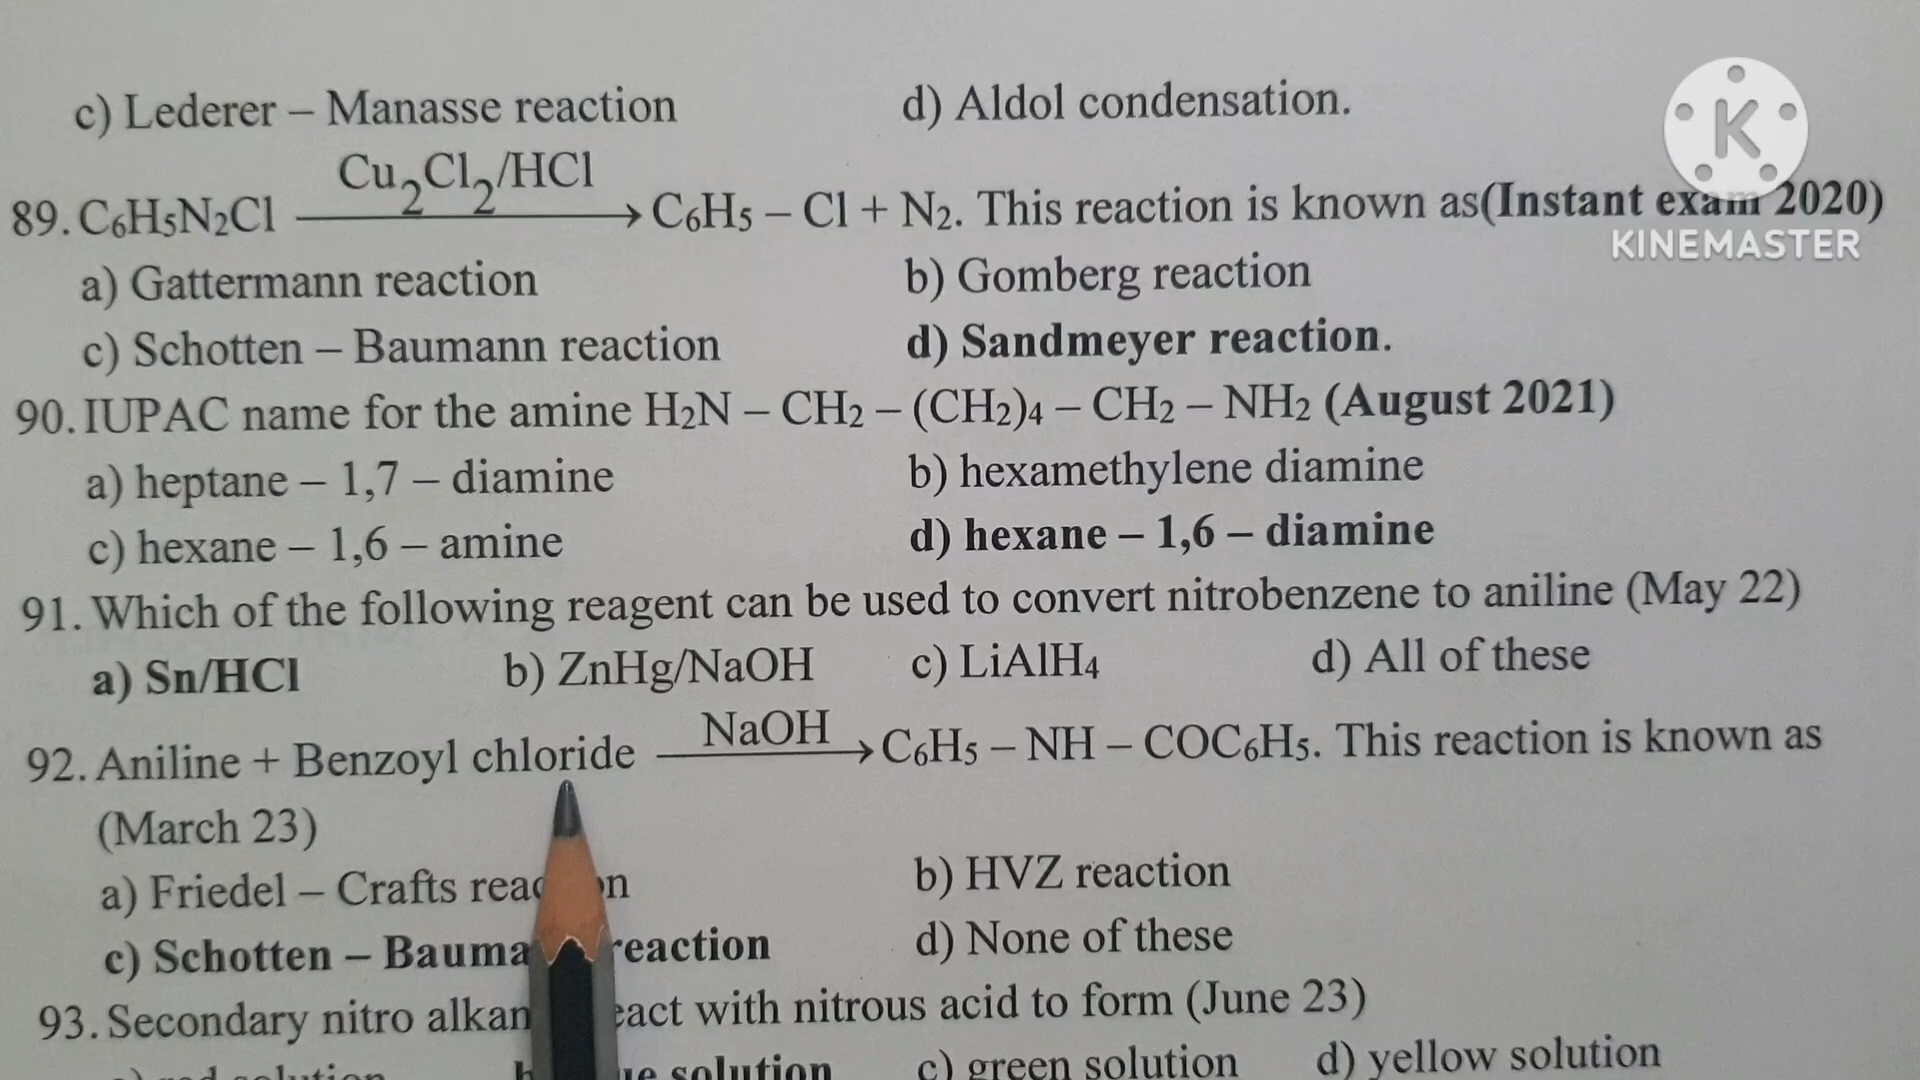 c) Lederer – Manasse reaction d) Aldol condensation.
89. C6H5N2Cl Cu2Cl2/HCl → C6H5 – Cl + N2. This reaction is known as(Instant exam 2020)
K
KINEMASTER
a) Gattermann reaction b) Gomberg reaction
c) Schotten – Baumann reaction d) Sandmeyer reaction.
90. IUPAC name for the amine H2N – CH2 – (CH2)4 – CH2 – NH2 (August 2021)
a) heptane – 1,7 – diamine b) hexamethylene diamine
c) hexane – 1,6 – amine d) hexane – 1,6 – diamine
91. Which of the following reagent can be used to convert nitrobenzene to aniline (May 22)
a) Sn/HCl b) ZnHg/NaOH c) LiAlH4 d) All of these
92. Aniline + Benzoyl chloride NaOH → C6H5 – NH – COC6H5. This reaction is known as
(March 23)
a) Friedel – Crafts b) HVZ reaction
c) Schotten – reaction d) None of these
93. Secondary nitro with nitrous acid to form (June 23)
solution solution c) green solution d) yellow solution